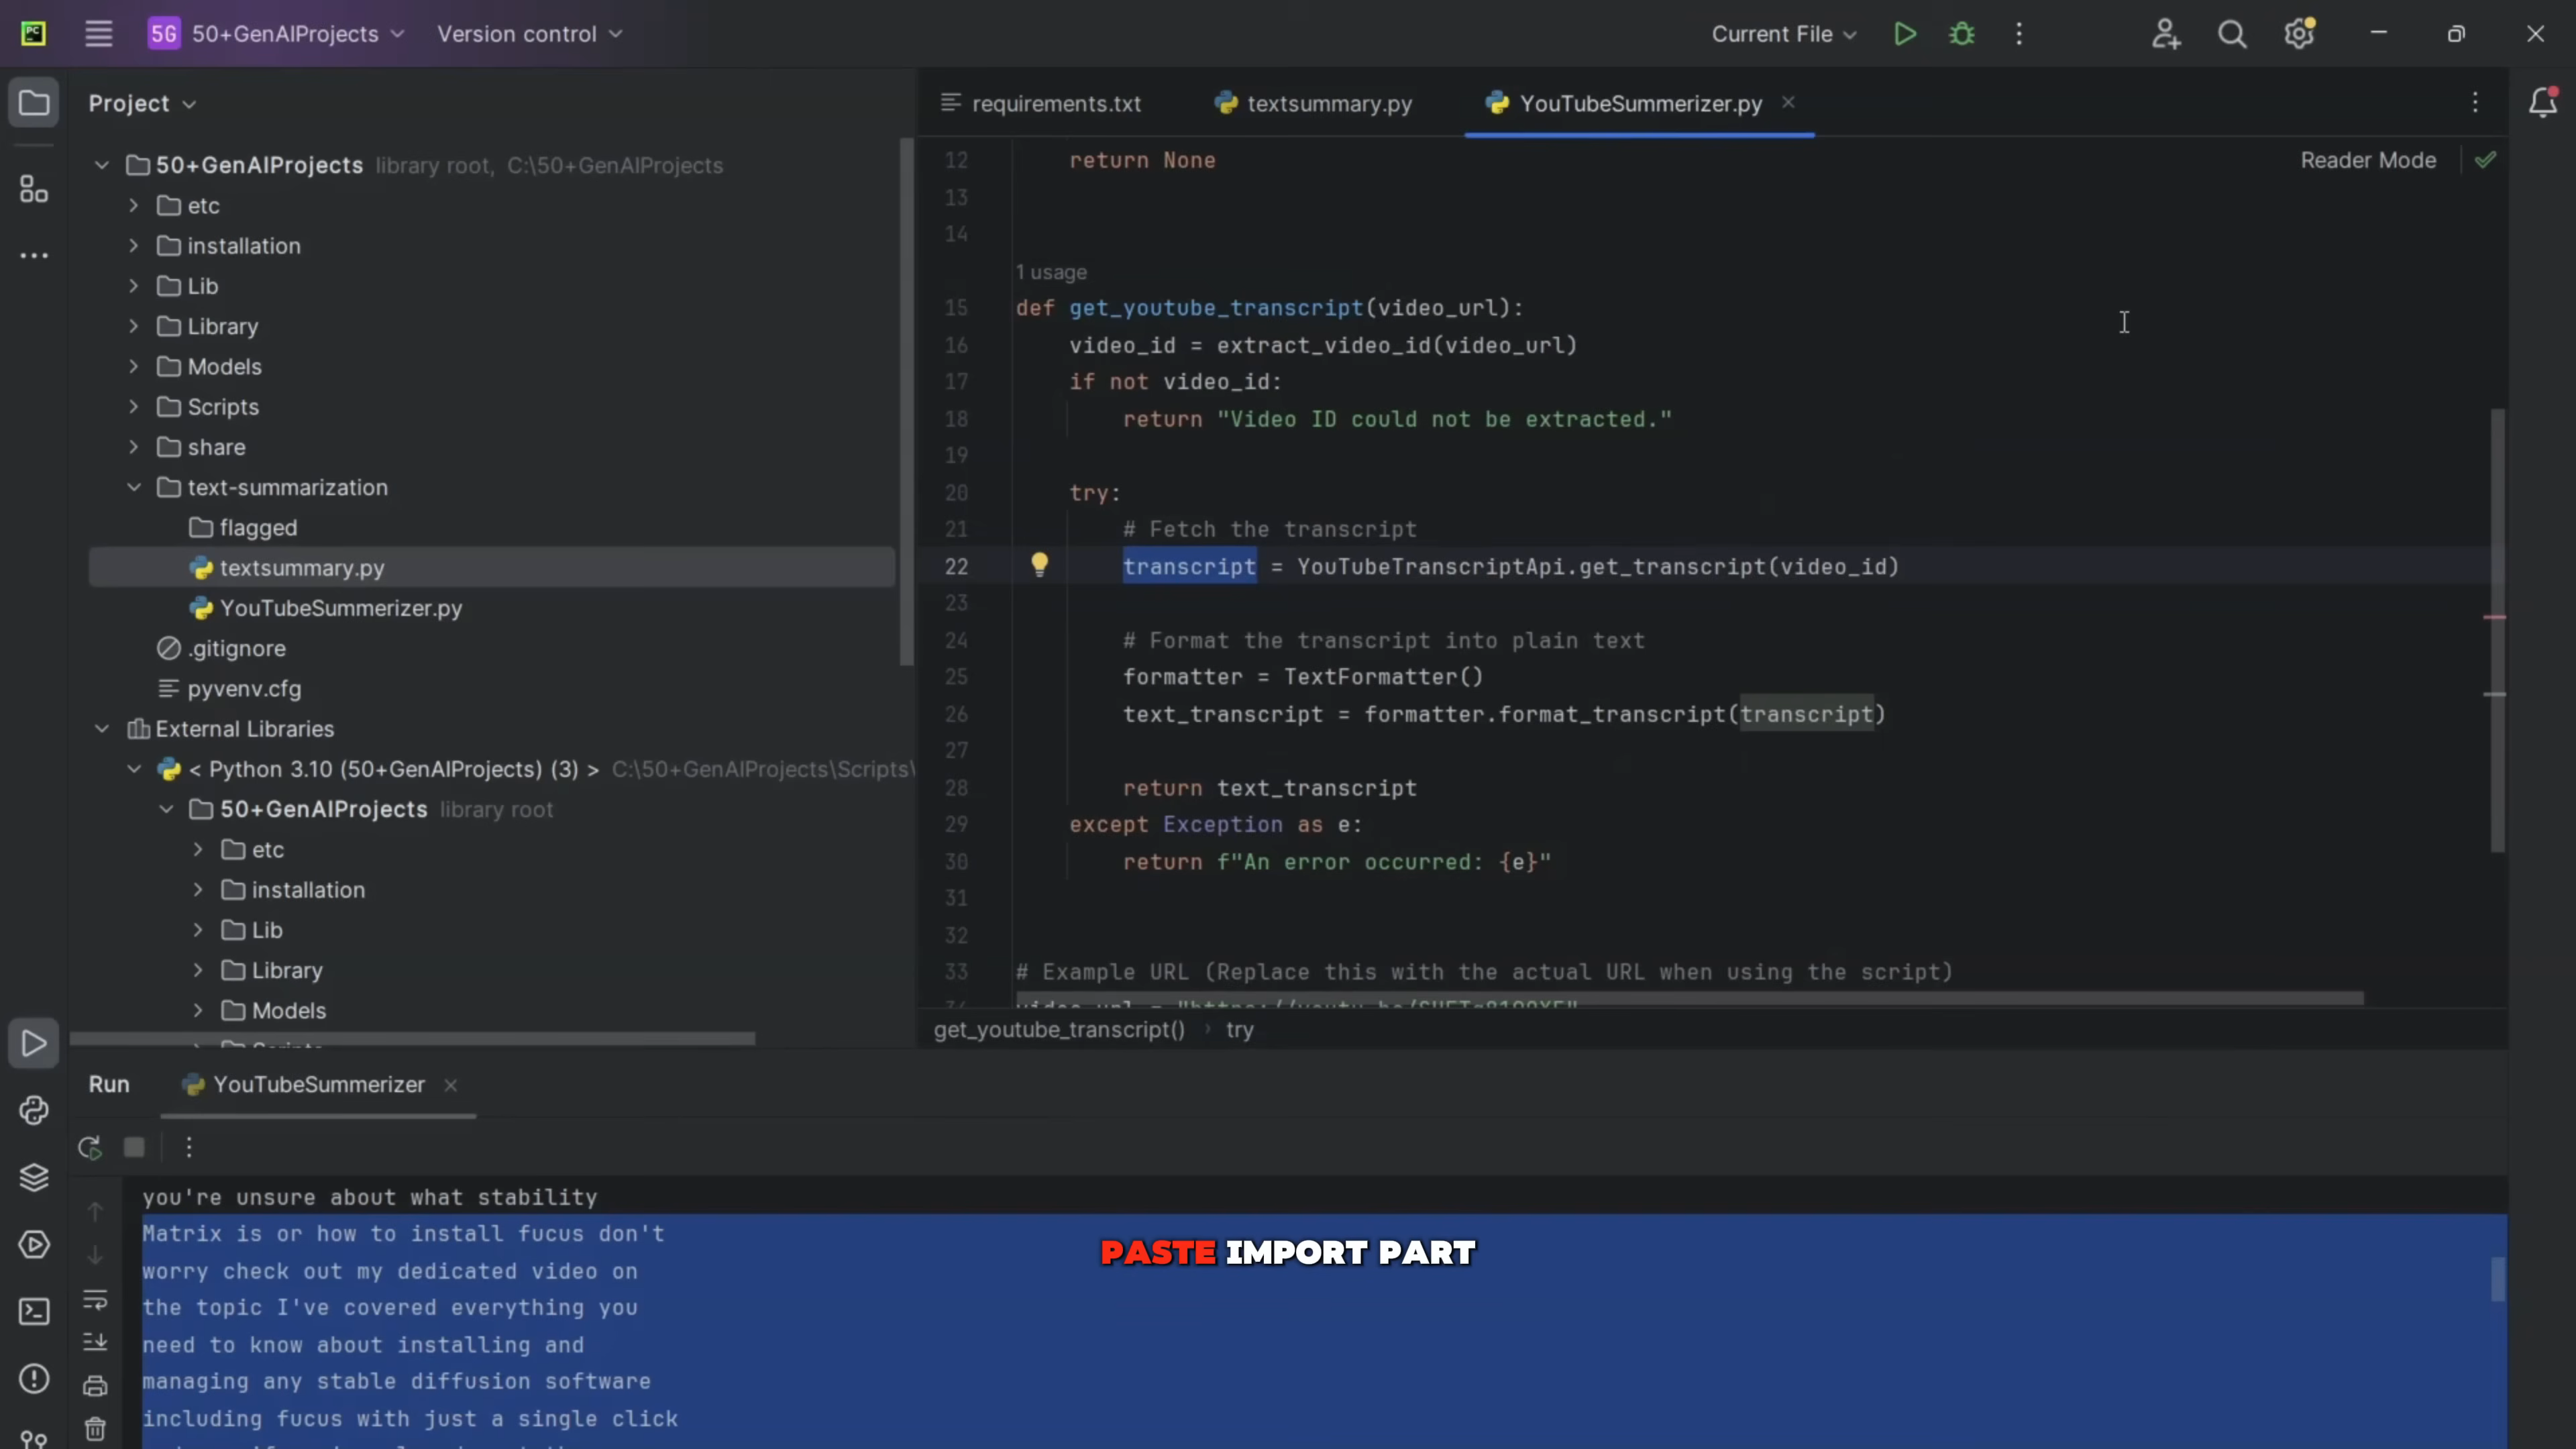 PC
5G 50+GenAIProjects Version control Current File
Project
requirements.txt textsummary.py YouTubeSummerizer.py
50+GenAIProjects library root, C:\50+GenAIProjects
etc
installation
Lib
Library
Models
Scripts
share
text-summarization
flagged
textsummary.py
YouTubeSummerizer.py
.gitignore
pyvenv.cfg
External Libraries
< Python 3.10 (50+GenAIProjects) (3) > C:\50+GenAIProjects\Scripts\
50+GenAIProjects library root
etc
installation
Lib
Library
Models
Reader Mode
12 return None
13
14
1 usage
15 def get_youtube_transcript(video_url):
16 video_id = extract_video_id(video_url)
17 if not video_id:
18 return "Video ID could not be extracted."
19
20 try:
21 # Fetch the transcript
22 transcript = YouTubeTranscriptApi.get_transcript(video_id)
23
24 # Format the transcript into plain text
25 formatter = TextFormatter()
26 text_transcript = formatter.format_transcript(transcript)
27
28 return text_transcript
29 except Exception as e:
30 return f"An error occurred: {e}"
31
32
33 # Example URL (Replace this with the actual URL when using the script)
get_youtube_transcript() › try
Run YouTubeSummerizer
you're unsure about what stability
Matrix is or how to install fucus don't
worry check out my dedicated video on
the topic I've covered everything you
need to know about installing and
managing any stable diffusion software
including fucus with just a single click
PASTE IMPORT PART